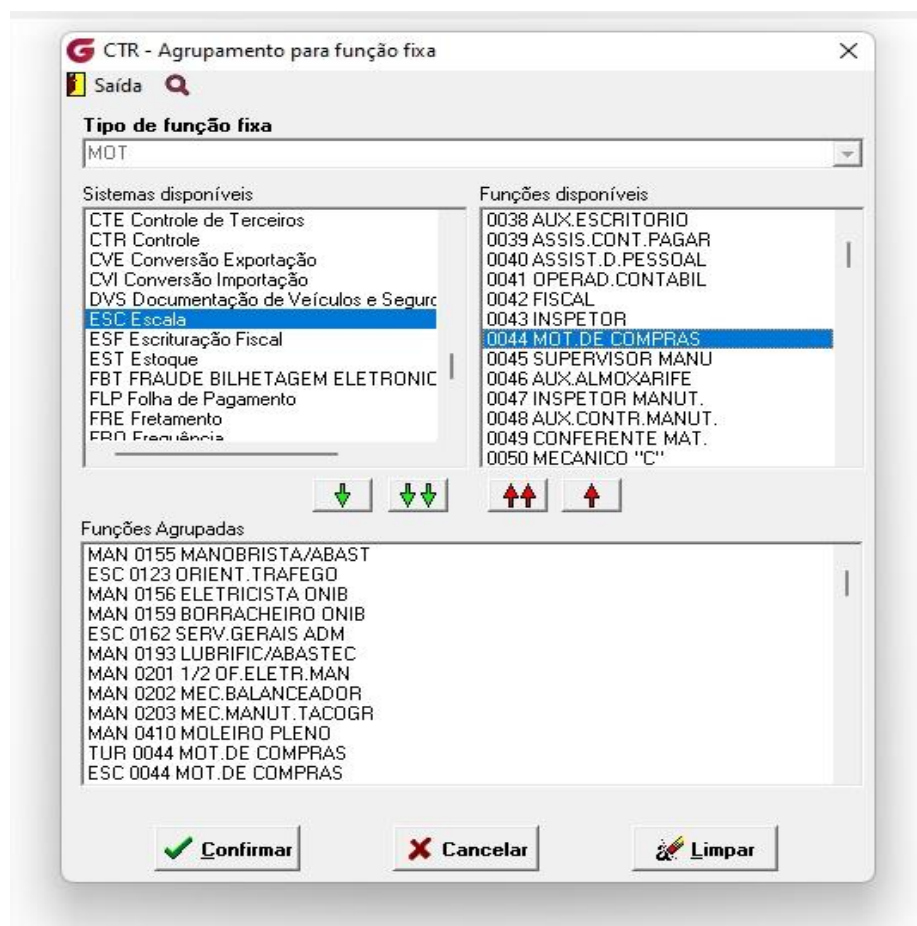 CTR - Agrupamento para função fixa
Saída
Tipo de função fixa
MOT
Sistemas disponíveis
CTE Controle de Terceiros
CTR Controle
CVE Conversão Exportação
CVI Conversão Importação
DVS Documentação de Veículos e Segurc
ESC Escala
ESF Escrituração Fiscal
EST Estoque
FBT FRAUDE BILHETAGEM ELETRONIC
FLP Folha de Pagamento
FRE Fretamento
FRQ Frequência
Funções disponíveis
0038 AUX.ESCRITORIO
0039 ASSIS.CONT.PAGAR
0040 ASSIST.D.PESSOAL
0041 OPERAD.CONTABIL
0042 FISCAL
0043 INSPETOR
0044 MOT.DE COMPRAS
0045 SUPERVISOR MANU
0046 AUX.ALMOXARIFE
0047 INSPETOR MANUT.
0048 AUX.CONTR.MANUT.
0049 CONFERENTE MAT.
0050 MECANICO "C"
Funções Agrupadas
MAN 0155 MANOBRISTA/ABAST
ESC 0123 ORIENT.TRAFEGO
MAN 0156 ELETRICISTA ONIB
MAN 0159 BORRACHEIRO ONIB
ESC 0162 SERV.GERAIS ADM
MAN 0193 LUBRIFIC/ABASTEC
MAN 0201 1/2 OF.ELETR.MAN
MAN 0202 MEC.BALANCEADOR
MAN 0203 MEC.MANUT.TACOGR
MAN 0410 MOLEIRO PLENO
TUR 0044 MOT.DE COMPRAS
ESC 0044 MOT.DE COMPRAS
Confirmar
Cancelar
Limpar